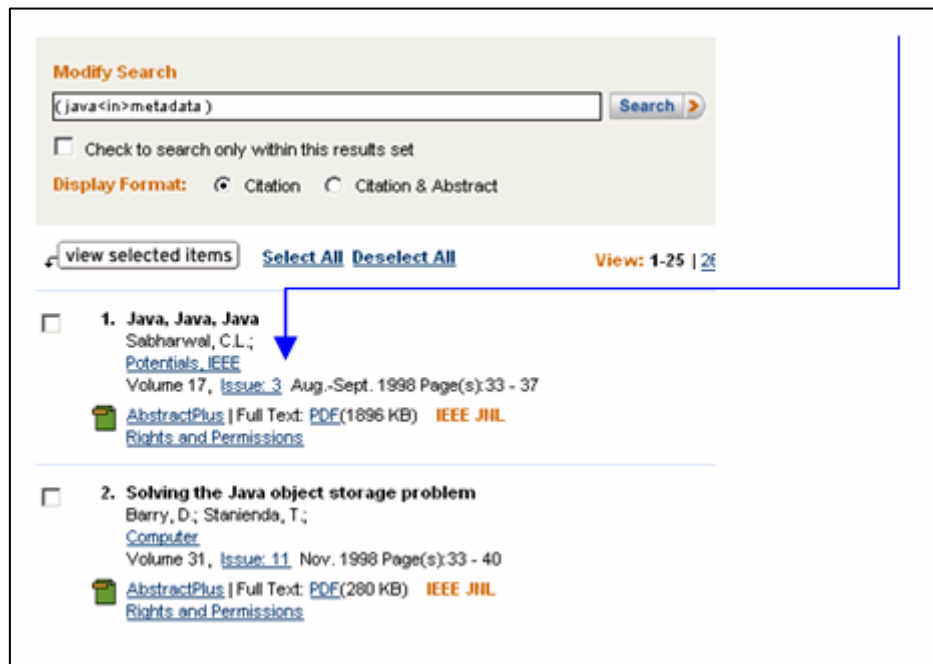 Modify Search
(java<in>metadata)
Search
Check to search only within this results set
Display Format: Citation Citation & Abstract
view selected items Select All Deselect All View: 1-25 |
1. Java, Java, Java
Sabharwal, C.L.;
Potentials, IEEE
Volume 17, Issue: 3 Aug.-Sept. 1998 Page(s):33 - 37
AbstractPlus | Full Text: PDF(1896 KB) IEEE JNL
Rights and Permissions
2. Solving the Java object storage problem
Barry, D.; Stanienda, T.;
Computer
Volume 31, Issue: 11 Nov. 1998 Page(s):33 - 40
AbstractPlus | Full Text: PDF(280 KB) IEEE JNL
Rights and Permissions